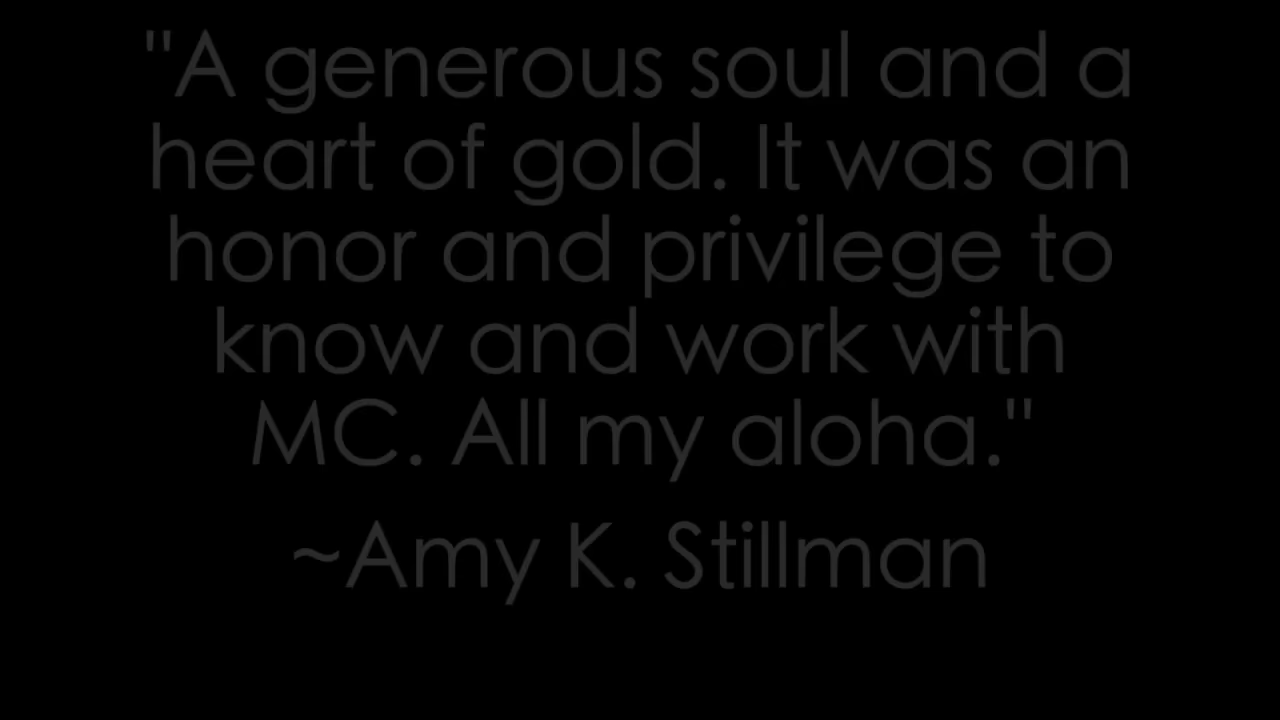 "A generous soul and a
heart of gold. It was an
honor and privilege to
know and work with
MC. All my aloha."
~Amy K. Stillman